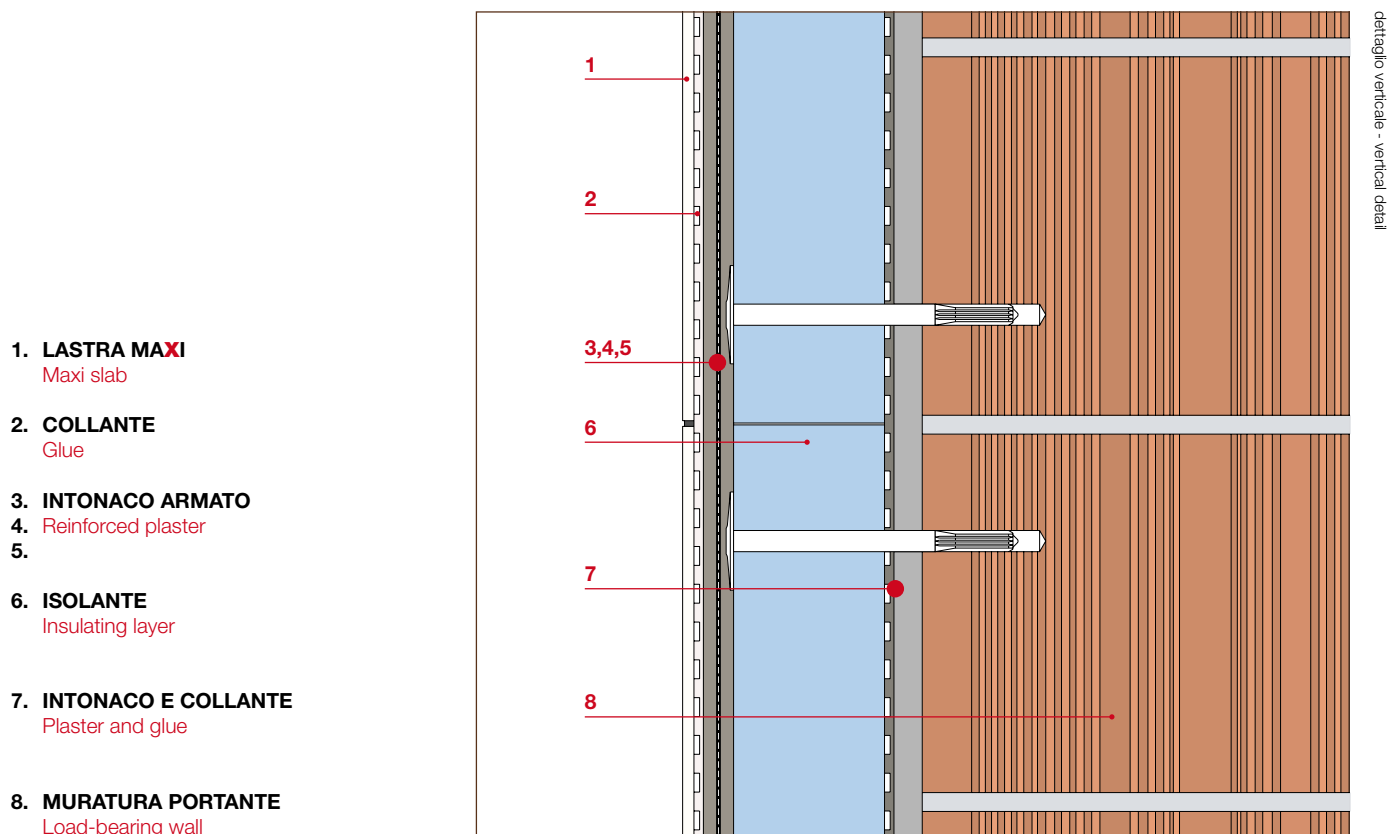 1. LASTRA MAXI
Maxi slab
2. COLLANTE
Glue
3. INTONACO ARMATO
4. Reinforced plaster
5.
6. ISOLANTE
Insulating layer
7. INTONACO E COLLANTE
Plaster and glue
8. MURATURA PORTANTE
Load-bearing wall
1
2
3,4,5
6
7
8
dettaglio verticale - vertical detail